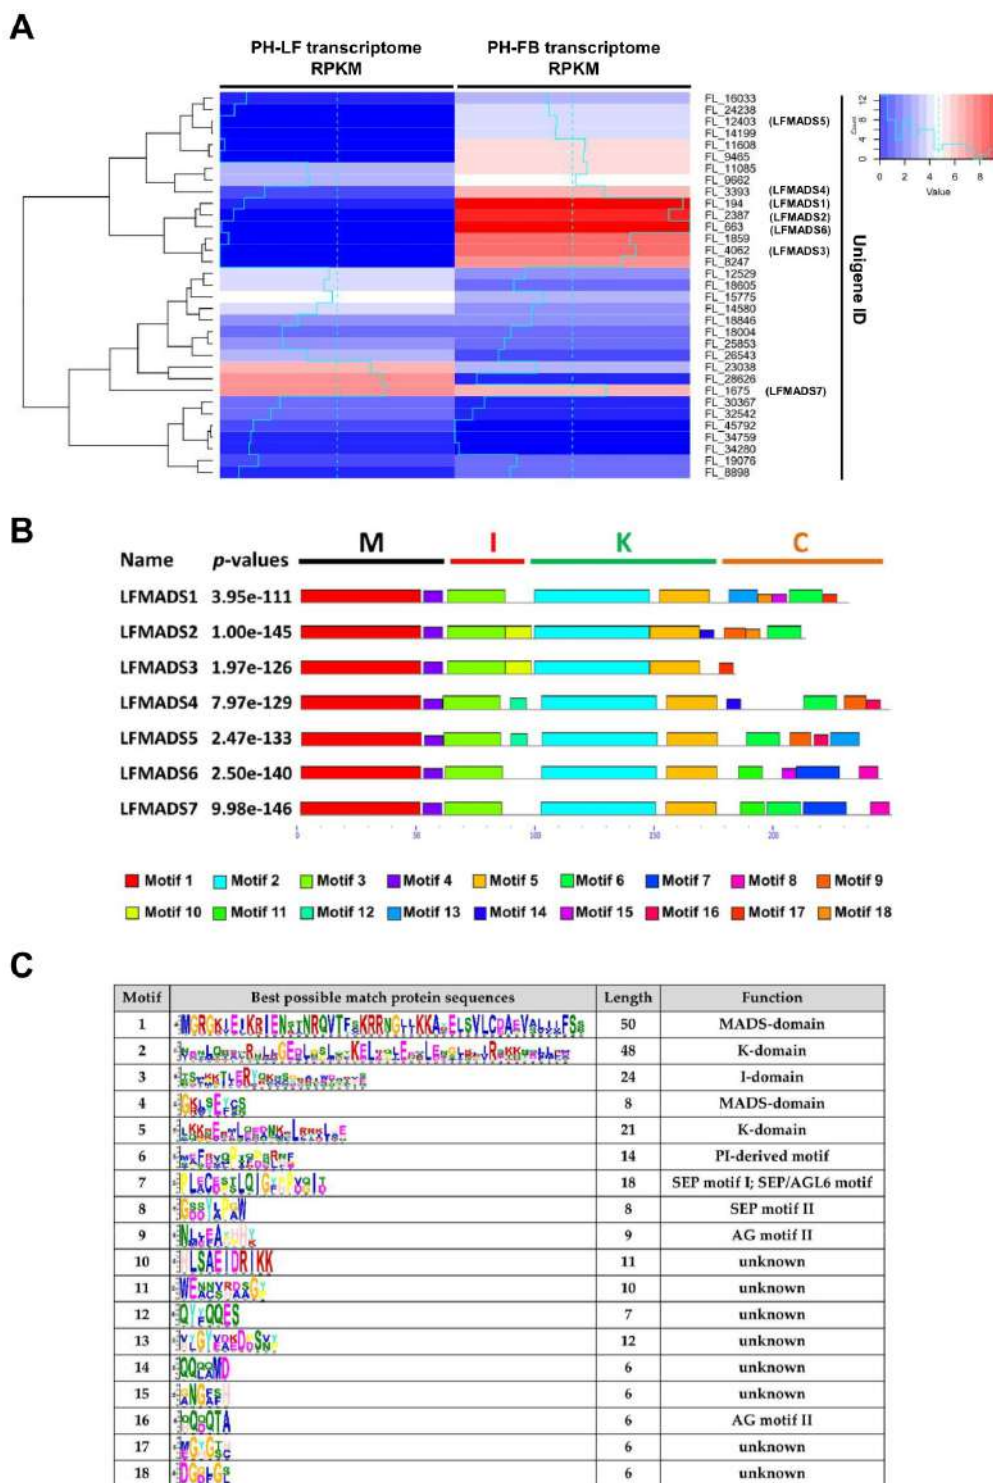 A
PH-LF transcriptome
RPKM
PH-FB transcriptome
RPKM
FL_16033
FL_24238
FL_12403 (LFMADS5)
FL_14199
FL_11608
FL_9465
FL_11085
FL_9662
FL_3393 (LFMADS4)
FL_194 (LFMADS1)
FL_2387 (LFMADS2)
FL_663 (LFMADS6)
FL_1859
FL_4062 (LFMADS3)
FL_8247
FL_12529
FL_18605
FL_15775
FL_14580
FL_18846
FL_18004
FL_25853
FL_26543
FL_23038
FL_28626
FL_1675 (LFMADS7)
FL_30367
FL_32542
FL_45792
FL_34759
FL_34280
FL_19076
FL_8898
Unigene ID
Count
0 4 8 12
0 2 4 6 8
Value
B
Name p-values M I K C
LFMADS1 3.95e-111
LFMADS2 1.00e-145
LFMADS3 1.97e-126
LFMADS4 7.97e-129
LFMADS5 2.47e-133
LFMADS6 2.50e-140
LFMADS7 9.98e-146
0 50 100 150 200
Motif 1 Motif 2 Motif 3 Motif 4 Motif 5 Motif 6 Motif 7 Motif 8 Motif 9
Motif 10 Motif 11 Motif 12 Motif 13 Motif 14 Motif 15 Motif 16 Motif 17 Motif 18
C
Motif Best possible match protein sequences Length Function
1 50 MADS-domain
2 48 K-domain
3 24 I-domain
4 8 MADS-domain
5 21 K-domain
6 14 PI-derived motif
7 18 SEP motif I; SEP/AGL6 motif
8 8 SEP motif II
9 9 AG motif II
10 HLSAEIDRIKK 11 unknown
11 10 unknown
12 7 unknown
13 12 unknown
14 6 unknown
15 6 unknown
16 6 AG motif II
17 6 unknown
18 6 unknown